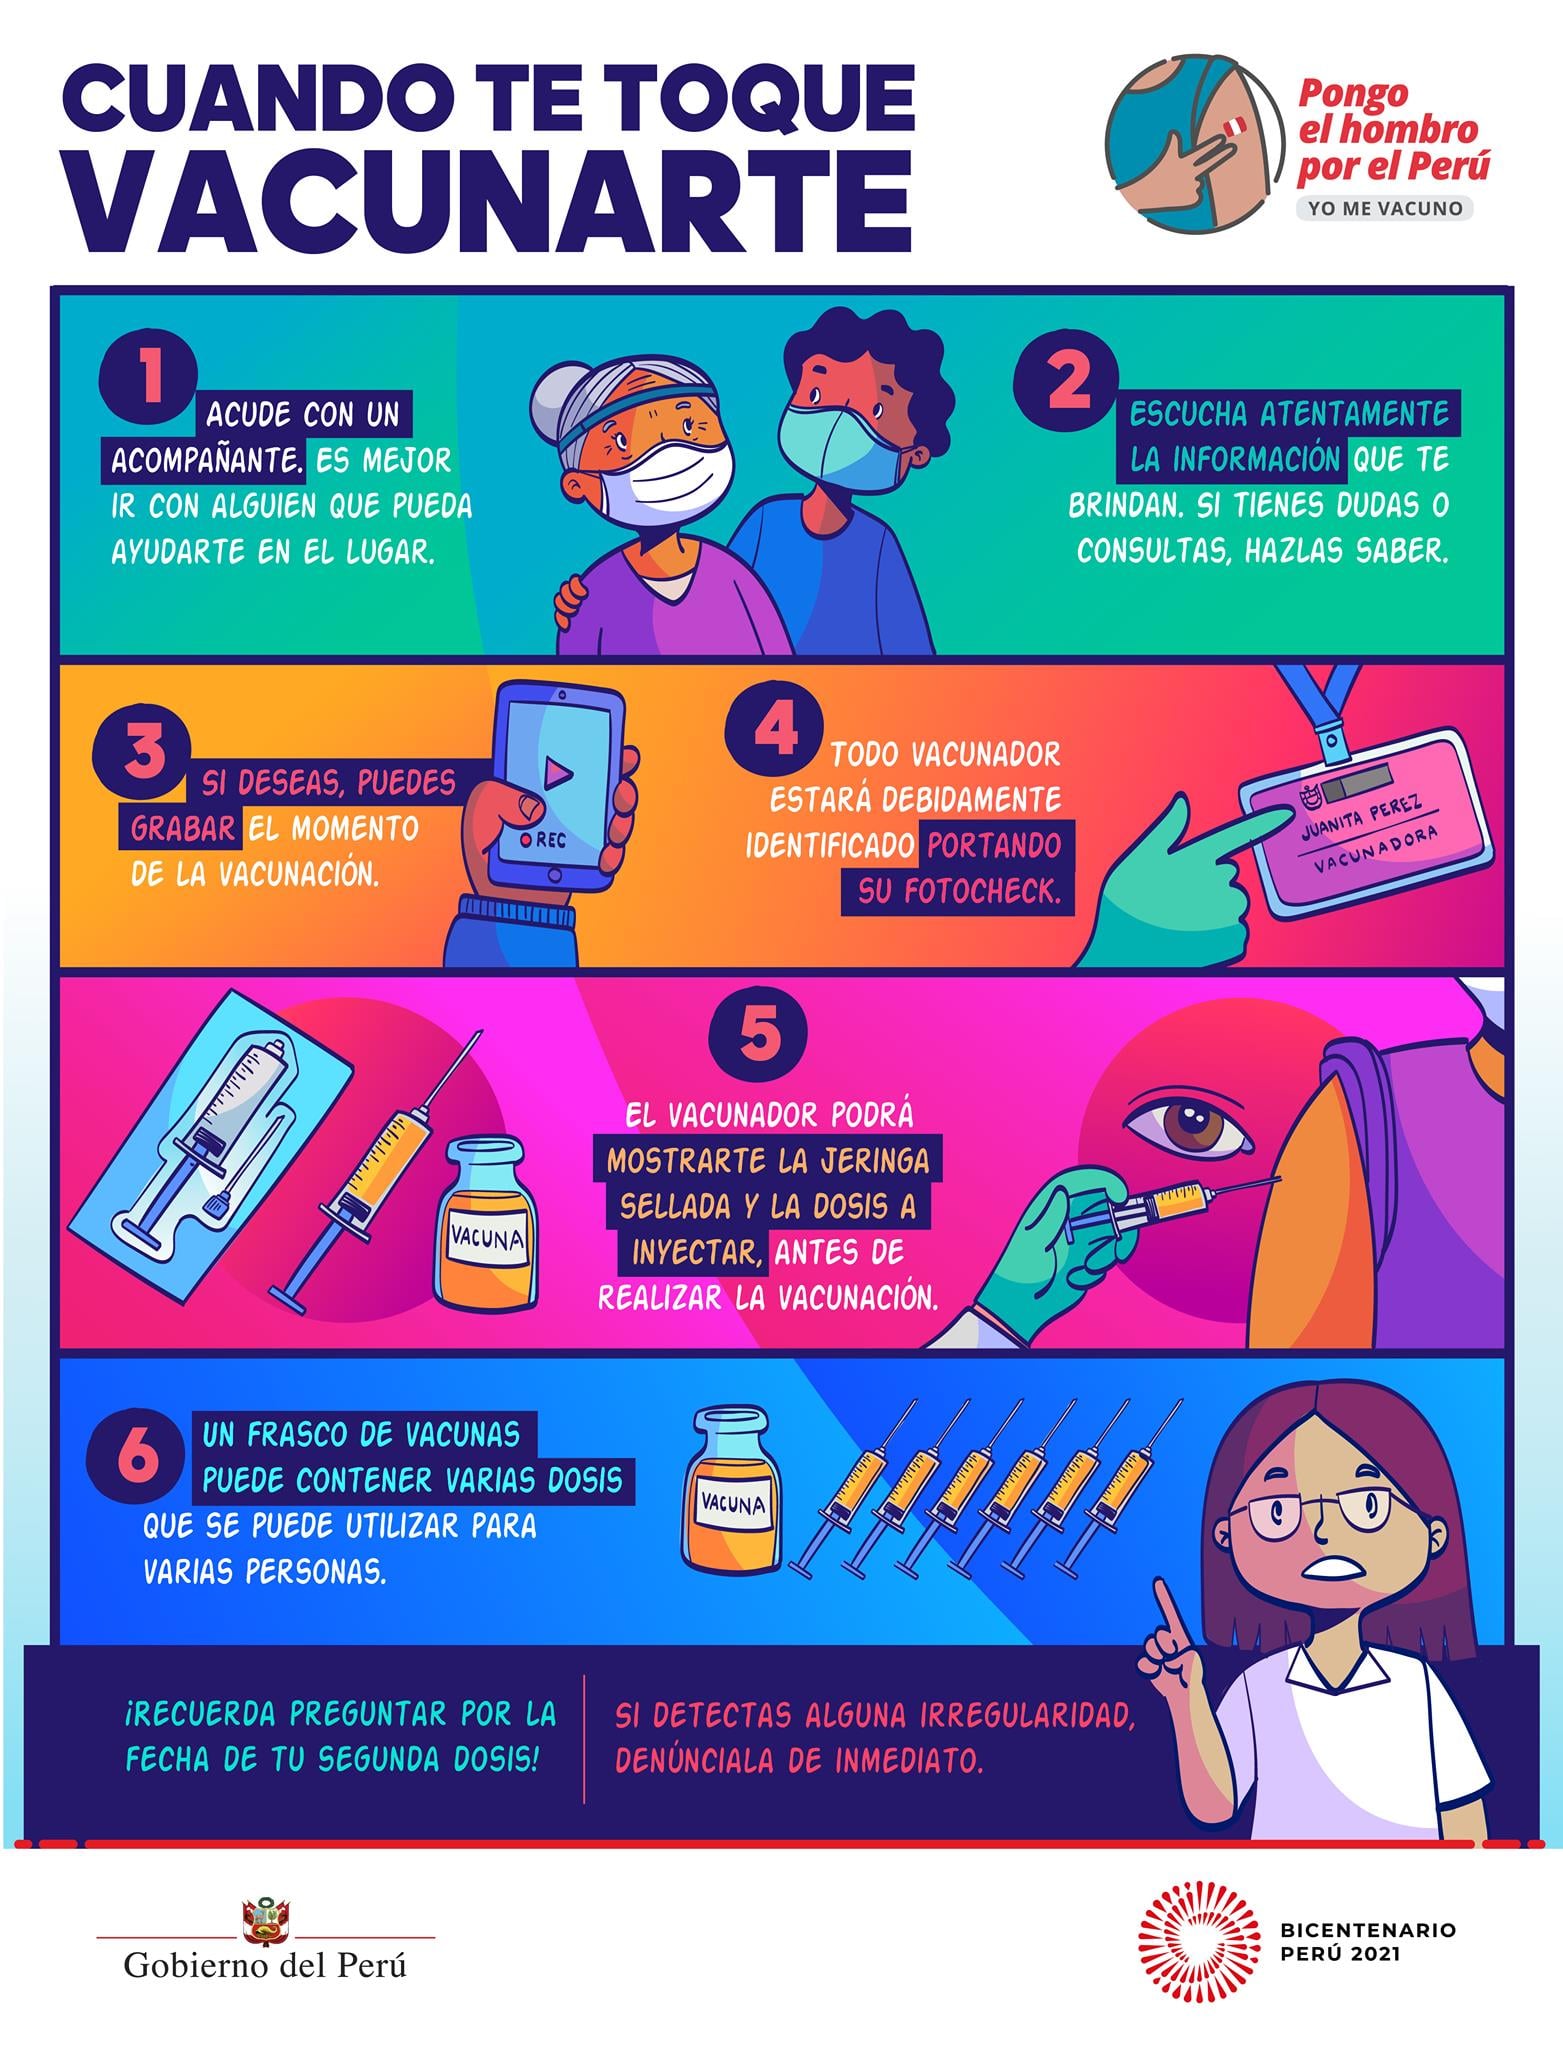 CUANDO TE TOQUE
VACUNARTE
Pongo
el hombro
por el Perú
YO ME VACUNO
1
ACUDE CON UN
ACOMPAÑANTE. ES MEJOR
IR CON ALGUIEN QUE PUEDA
AYUDARTE EN EL LUGAR.
2
ESCUCHA ATENTAMENTE
LA INFORMACIÓN QUE TE
BRINDAN. SI TIENES DUDAS O
CONSULTAS, HAZLAS SABER.
3
SI DESEAS, PUEDES
GRABAR EL MOMENTO
DE LA VACUNACIÓN.
REC
4
TODO VACUNADOR
ESTARÁ DEBIDAMENTE
IDENTIFICADO PORTANDO
SU FOTOCHECK.
JUANITA PEREZ
VACUNADORA
5
EL VACUNADOR PODRÁ
MOSTRARTE LA JERINGA
SELLADA Y LA DOSIS A
INYECTAR, ANTES DE
REALIZAR LA VACUNACIÓN.
VACUNA
6
UN FRASCO DE VACUNAS
PUEDE CONTENER VARIAS DOSIS
QUE SE PUEDE UTILIZAR PARA
VARIAS PERSONAS.
VACUNA
¡RECUERDA PREGUNTAR POR LA
FECHA DE TU SEGUNDA DOSIS!
SI DETECTAS ALGUNA IRREGULARIDAD,
DENÚNCIALA DE INMEDIATO.
Gobierno del Perú
BICENTENARIO
PERÚ 2021